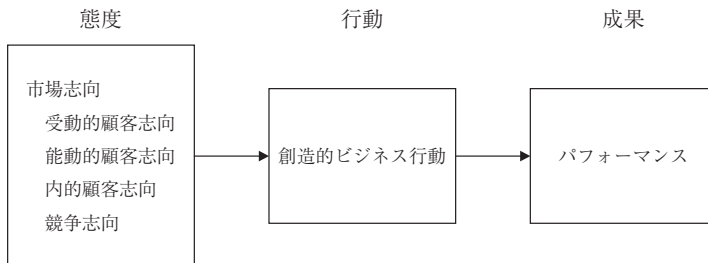 態度
行動
成果
市場志向
受動的顧客志向
能動的顧客志向
内的顧客志向
競争志向
創造的ビジネス行動
パフォーマンス